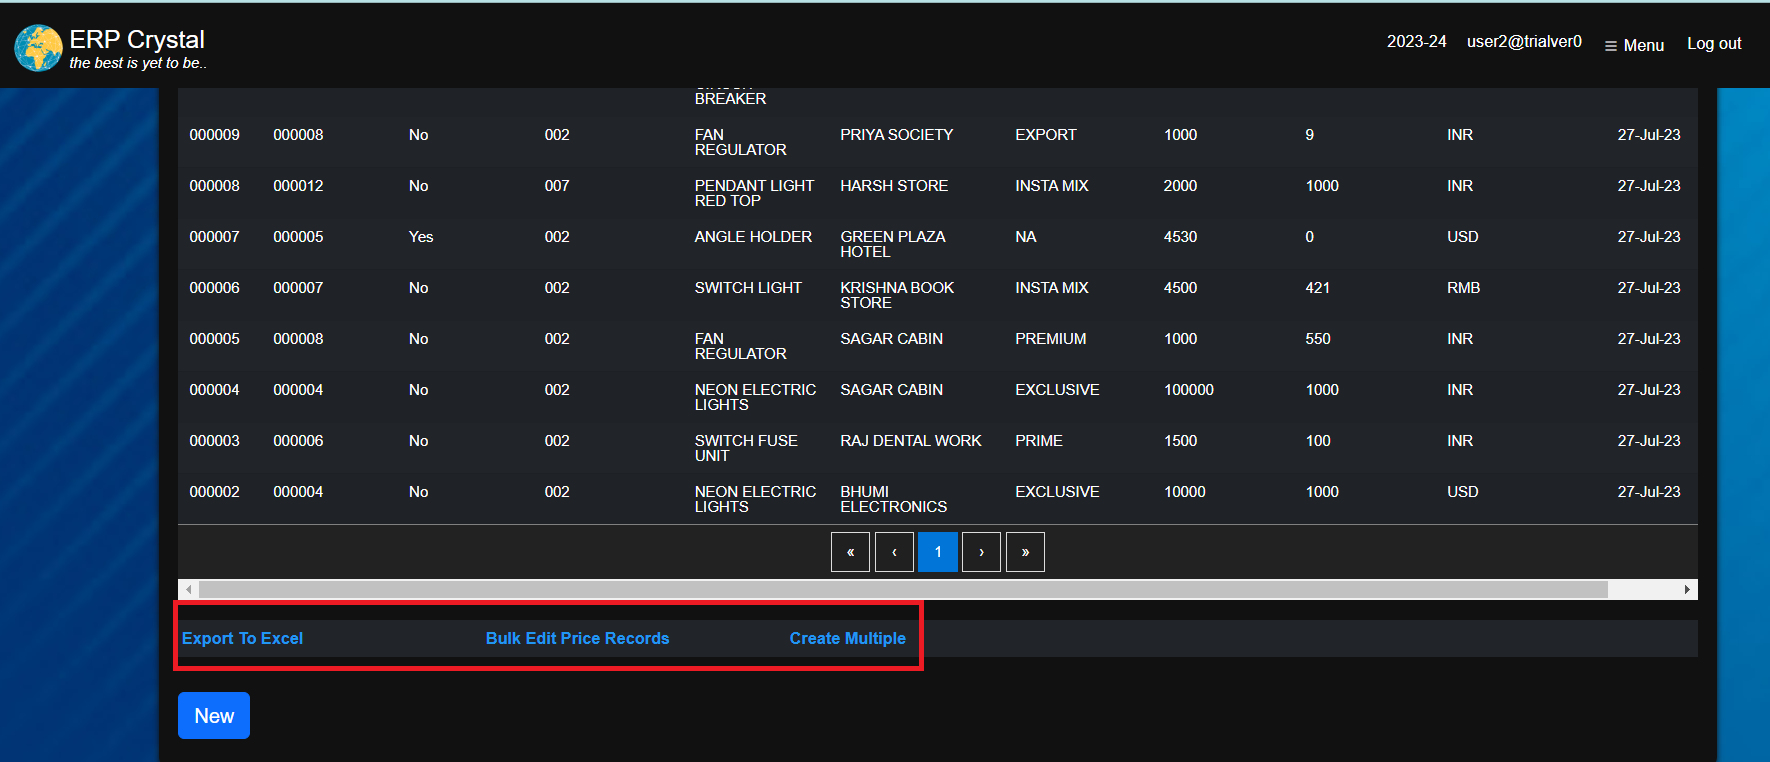 ERP Crystal
the best is yet to be..
2023-24 user2@trialver0 Menu Log out
BREAKER
000009 000008 No 002 FAN REGULATOR PRIYA SOCIETY EXPORT 1000 9 INR 27-Jul-23
000008 000012 No 007 PENDANT LIGHT RED TOP HARSH STORE INSTA MIX 2000 1000 INR 27-Jul-23
000007 000005 Yes 002 ANGLE HOLDER GREEN PLAZA HOTEL NA 4530 0 USD 27-Jul-23
000006 000007 No 002 SWITCH LIGHT KRISHNA BOOK STORE INSTA MIX 4500 421 RMB 27-Jul-23
000005 000008 No 002 FAN REGULATOR SAGAR CABIN PREMIUM 1000 550 INR 27-Jul-23
000004 000004 No 002 NEON ELECTRIC LIGHTS SAGAR CABIN EXCLUSIVE 100000 1000 INR 27-Jul-23
000003 000006 No 002 SWITCH FUSE UNIT RAJ DENTAL WORK PRIME 1500 100 INR 27-Jul-23
000002 000004 No 002 NEON ELECTRIC LIGHTS BHUMI ELECTRONICS EXCLUSIVE 10000 1000 USD 27-Jul-23
« ‹ 1 › »
Export To Excel Bulk Edit Price Records Create Multiple
New